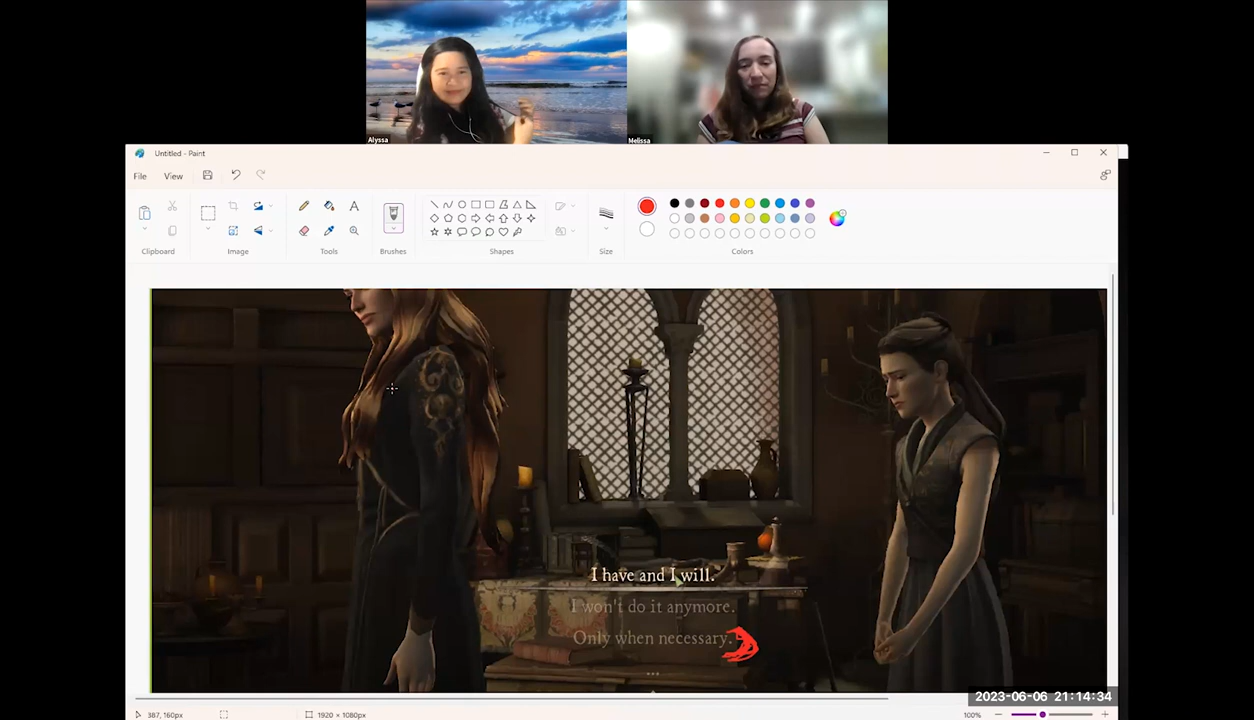 Alyssa
Melissa
Untitled - Paint
File
View
Clipboard
Image
Tools
Brushes
Shapes
Size
Colors
I have and I will.
I won't do it anymore.
Only when necessary.
...
2023-06-06 21:14:34
387, 160px
1920 × 1080px
100%